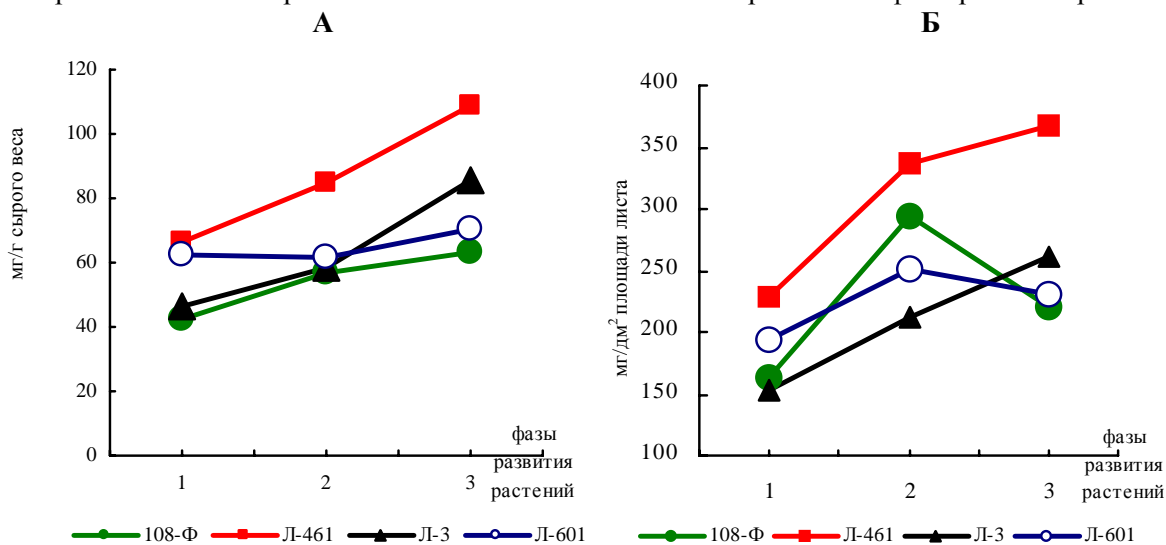 А
мг/г сырого веса
120
100
80
60
40
20
0
1
2
3
фазы
развития
растений
108-Ф
Л-461
Л-3
Л-601
Б
мг/дм² площади листа
400
350
300
250
200
150
100
1
2
3
фазы
развития
растений
108-Ф
Л-461
Л-3
Л-601